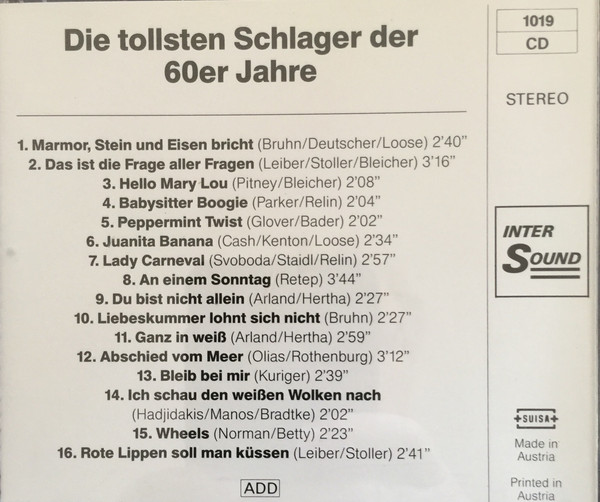 Die tollsten Schlager der
60er Jahre
1. Marmor, Stein und Eisen bricht (Bruhn/Deutscher/Loose) 2'40"
2. Das ist die Frage aller Fragen (Leiber/Stoller/Bleicher) 3'16"
3. Hello Mary Lou (Pitney/Bleicher) 2'08"
4. Babysitter Boogie (Parker/Relin) 2'04"
5. Peppermint Twist (Glover/Bader) 2'02"
6. Juanita Banana (Cash/Kenton/Loose) 2'34"
7. Lady Carneval (Svoboda/Staidl/Relin) 2'57"
8. An einem Sonntag (Retep) 3'44"
9. Du bist nicht allein (Arland/Hertha) 2'27"
10. Liebeskummer lohnt sich nicht (Bruhn) 2'27"
11. Ganz in weiß (Arland/Hertha) 2'59"
12. Abschied vom Meer (Olias/Rothenburg) 3'12"
13. Bleib bei mir (Kuriger) 2'39"
14. Ich schau den weißen Wolken nach
(Hadjidakis/Manos/Bradtke) 2'02"
15. Wheels (Norman/Betty) 2'23"
16. Rote Lippen soll man küssen (Leiber/Stoller) 2'41"
ADD
1019
CD
STEREO
INTER
SOUND
SUISA
Made in
Austria
Printed in
Austria